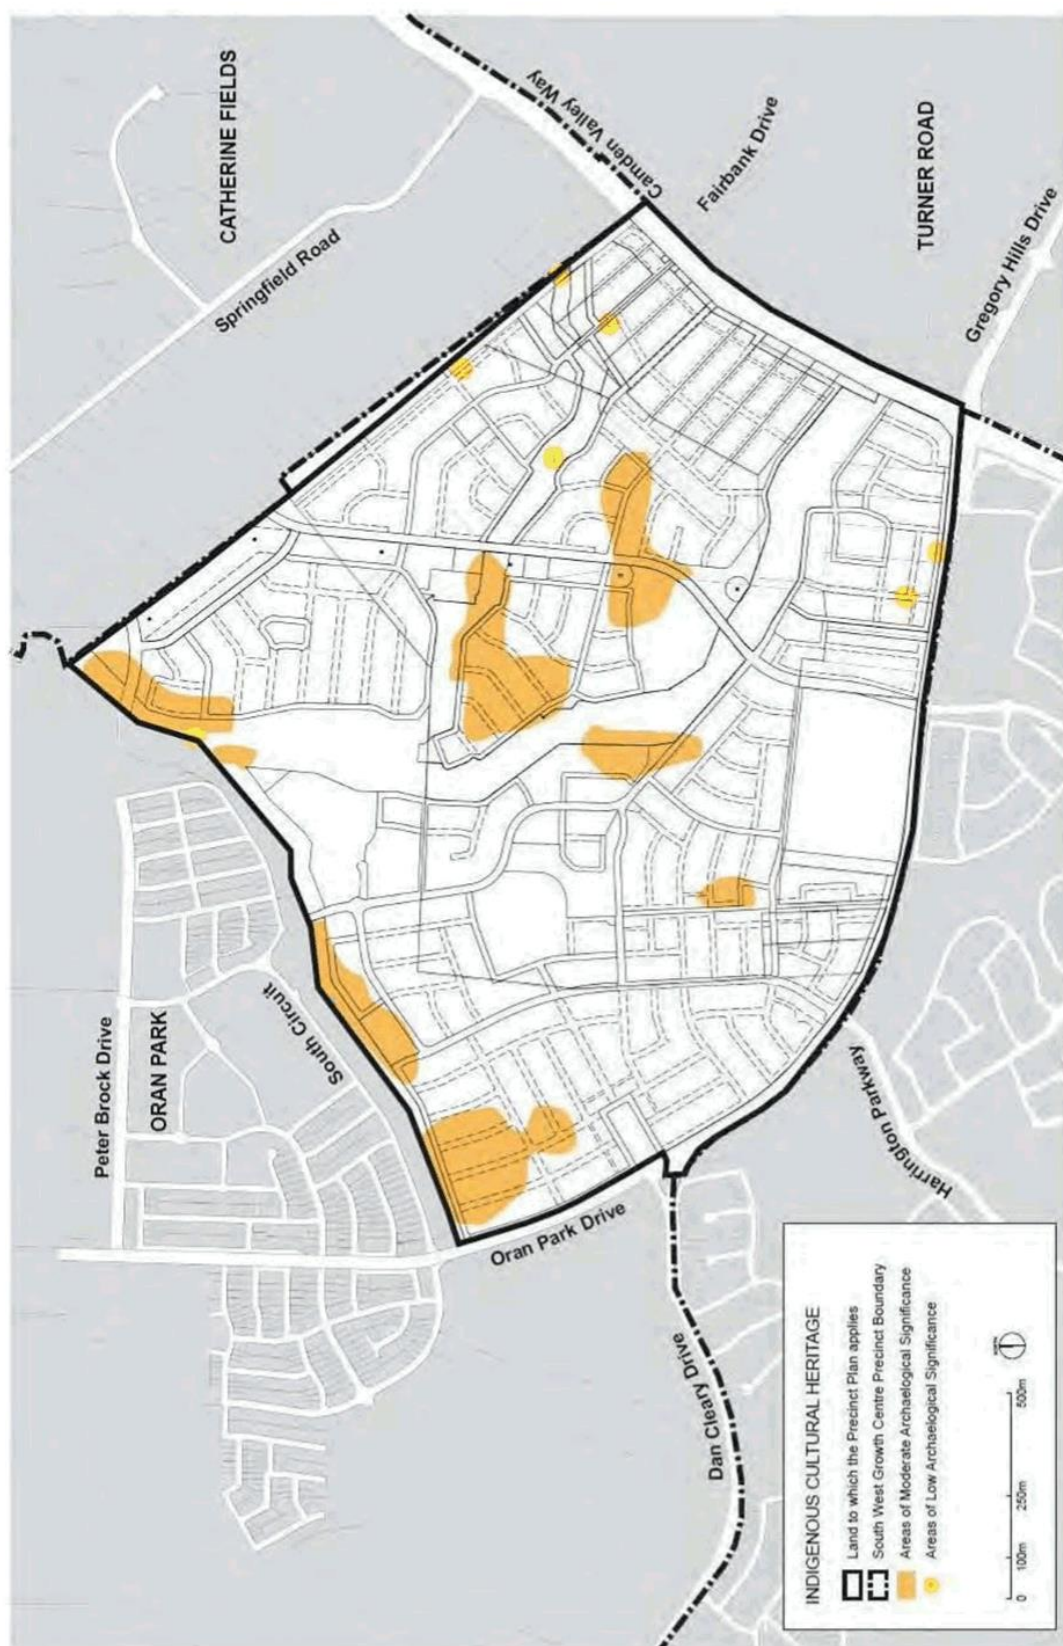 CATHERINE FIELDS
Springfield Road
Camden Valley Way
Fairbank Drive
TURNER ROAD
Gregory Hills Drive
Peter Brock Drive
ORAN PARK
South Circuit
Oran Park Drive
Harrington Parkway
Dan Cleary Drive
INDIGENOUS CULTURAL HERITAGE
Land to which the Precinct Plan applies
South West Growth Centre Precinct Boundary
Areas of Moderate Archaelogical Significance
Areas of Low Archaelogical Significance
0 100m 250m 500m